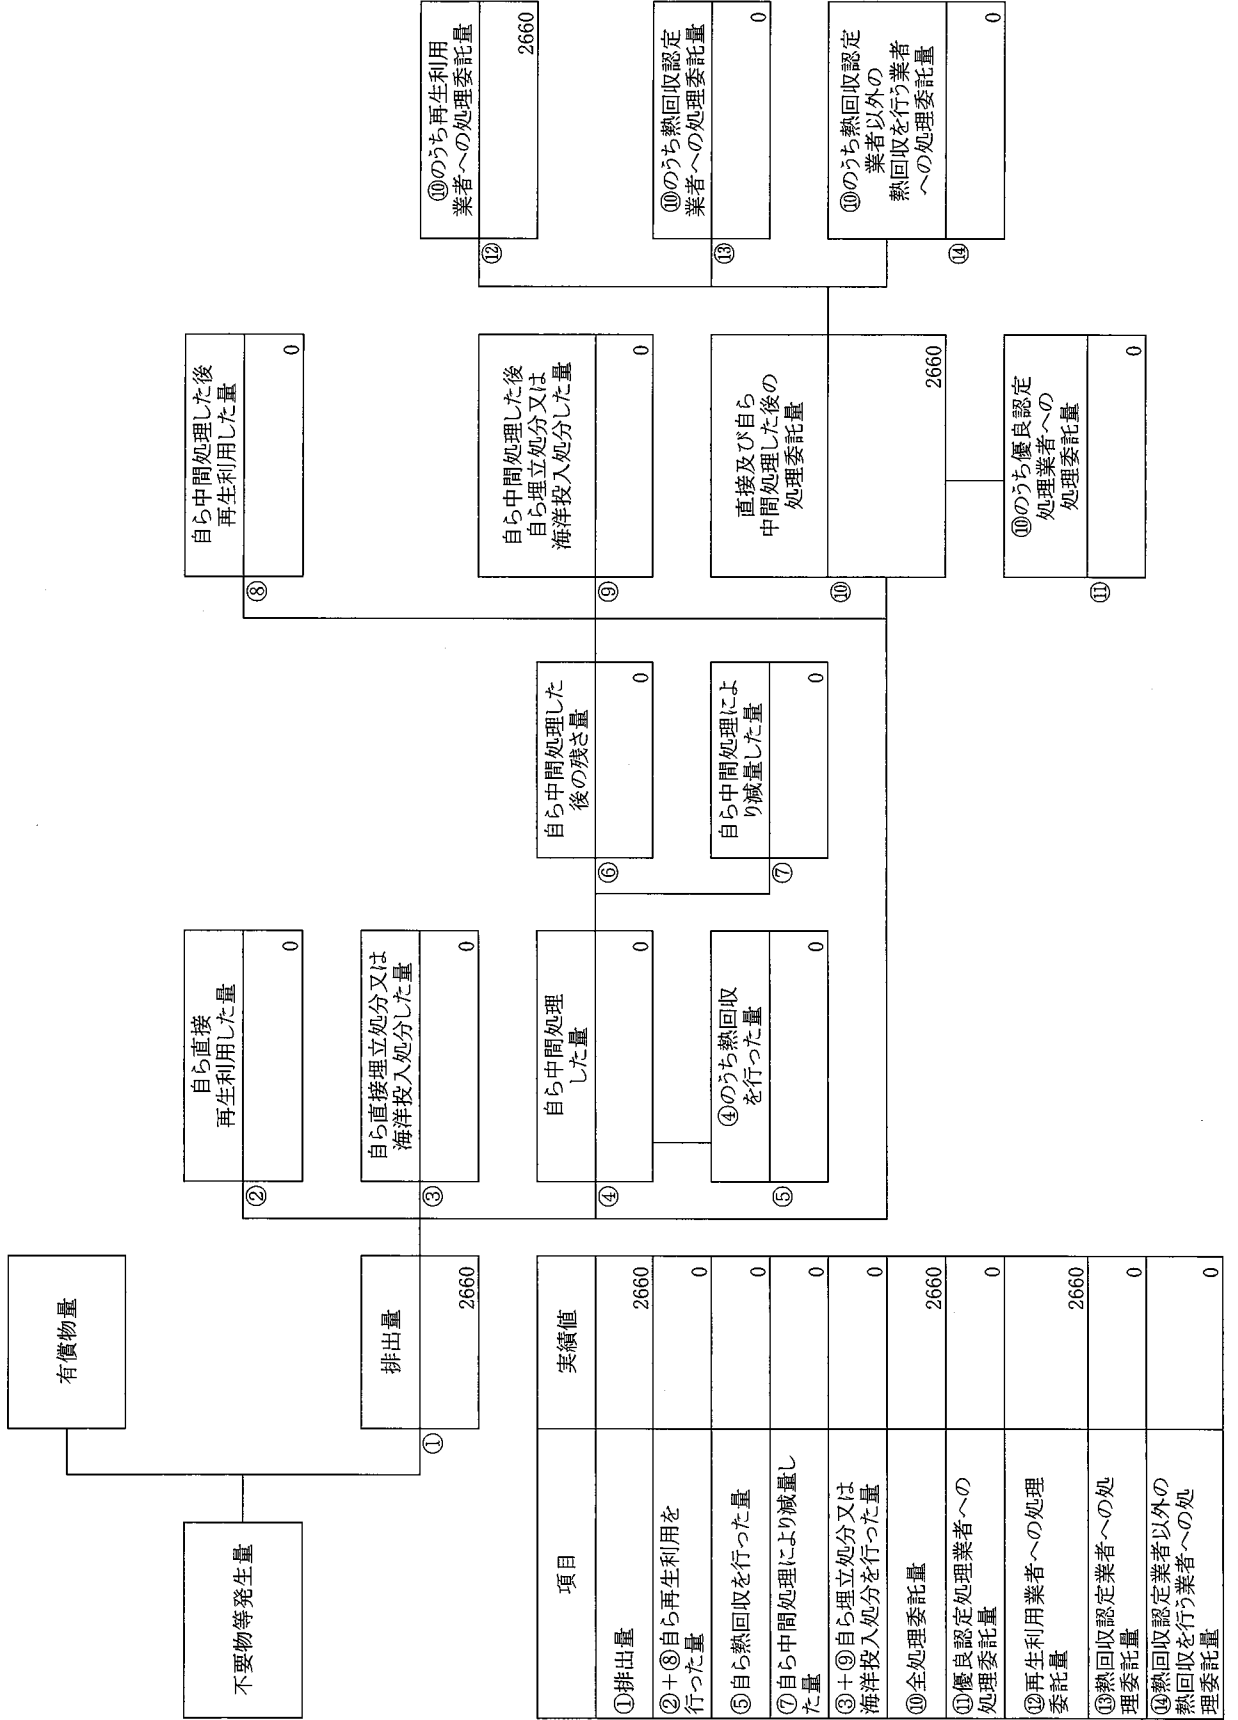 不要物等発生量
有償物量
①
排出量
2660
②
自ら直接
再生利用した量
0
③
自ら直接埋立処分又は
海洋投入処分した量
0
④
自ら中間処理
した量
0
⑤
④のうち熱回収
を行った量
0
⑥
自ら中間処理した
後の残さ量
0
⑦
自ら中間処理によ
り減量した量
0
⑧
自ら中間処理した後
再生利用した量
0
⑨
自ら中間処理した後
自ら埋立処分又は
海洋投入処分した量
0
⑩
直接及び自ら
中間処理した後の
処理委託量
2660
⑪
⑩のうち優良認定
処理業者への
処理委託量
0
⑫
⑩のうち再生利用
業者への処理委託量
2660
⑬
⑩のうち熱回収認定
業者への処理委託量
0
⑭
⑩のうち熱回収認定
業者以外の
熱回収を行う業者
への処理委託量
0
項目
実績値
①排出量
2660
②+⑧自ら再生利用を
行った量
0
⑤自ら熱回収を行った量
0
⑦自ら中間処理により減量し
た量
0
③+⑨自ら埋立処分又は
海洋投入処分を行った量
0
⑩全処理委託量
2660
⑪優良認定処理業者への
処理委託量
0
⑫再生利用業者への処理
委託量
2660
⑬熱回収認定業者への処
理委託量
0
⑭熱回収認定業者以外の
熱回収を行う業者への処
理委託量
0